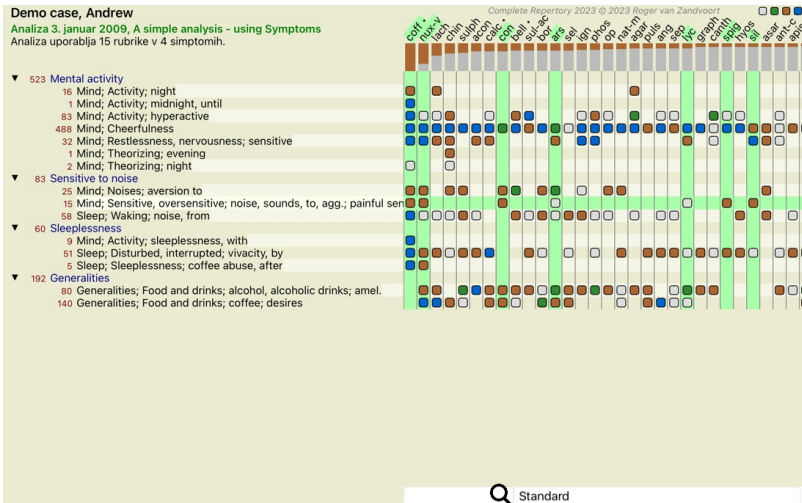 Demo case, Andrew
Analiza 3. januar 2009, A simple analysis - using Symptoms
Analiza uporablja 15 rubrike v 4 simptomih.
Complete Repertory 2023 © 2023 Roger van Zandvoort
coff • nux-v lach chin sulph acon calc • con bell • sul-ac bor ars sel ign phos op nat-m agar puls ang sep lyc graph canth spig hyos sil asar ant-c apis
523 Mental activity
16 Mind; Activity; night
1 Mind; Activity; midnight, until
83 Mind; Activity; hyperactive
488 Mind; Cheerfulness
32 Mind; Restlessness, nervousness; sensitive
1 Mind; Theorizing; evening
2 Mind; Theorizing; night
83 Sensitive to noise
25 Mind; Noises; aversion to
15 Mind; Sensitive, oversensitive; noise, sounds, to, agg.; painful sen
58 Sleep; Waking; noise, from
60 Sleeplessness
9 Mind; Activity; sleeplessness, with
51 Sleep; Disturbed, interrupted; vivacity, by
5 Sleep; Sleeplessness; coffee abuse, after
192 Generalities
80 Generalities; Food and drinks; alcohol, alcoholic drinks; amel.
140 Generalities; Food and drinks; coffee; desires
Standard